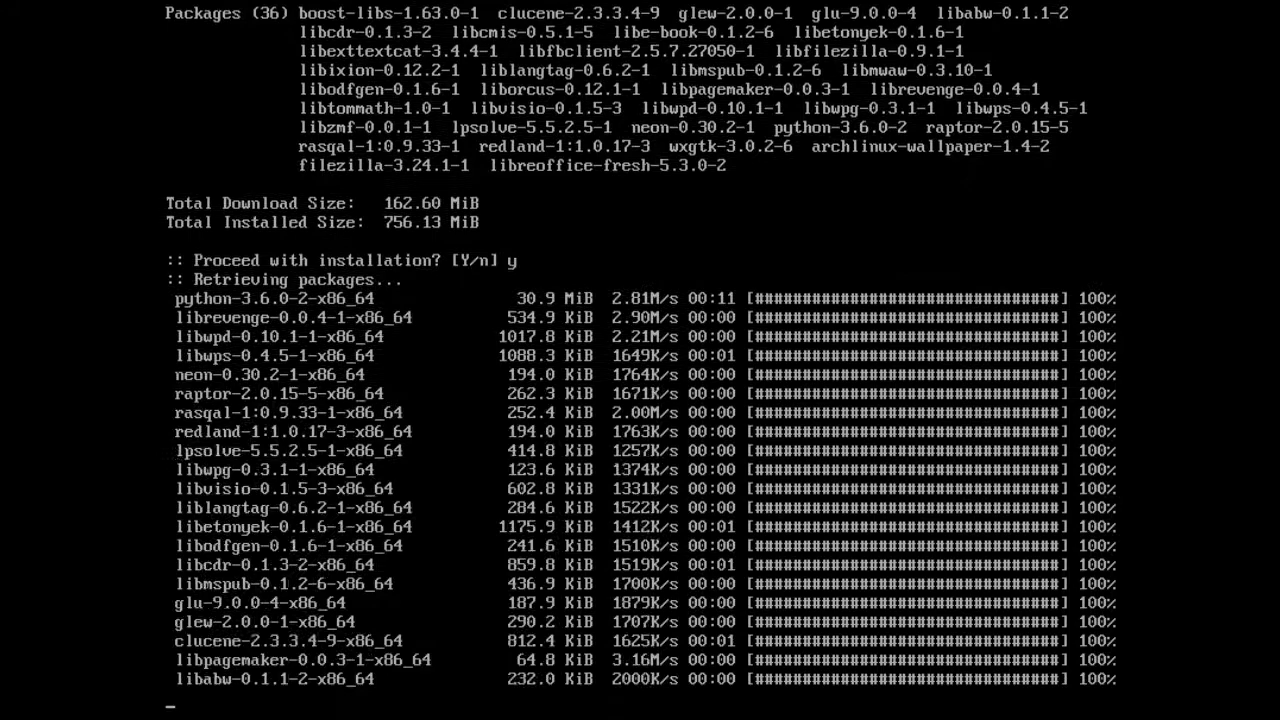 Packages (36) boost-libs-1.63.0-1  clucene-2.3.3.4-9  glew-2.0.0-1  glu-9.0.0-4  libabw-0.1.1-2
libcdr-0.1.3-2  libcmis-0.5.1-5  libe-book-0.1.2-6  libetonyek-0.1.6-1
libexttextcat-3.4.4-1  libfbclient-2.5.7.27050-1  libfilezilla-0.9.1-1
libixion-0.12.2-1  liblangtag-0.6.2-1  libmspub-0.1.2-6  libmwaw-0.3.10-1
libodfgen-0.1.6-1  liborcus-0.12.1-1  libpagemaker-0.0.3-1  librevenge-0.0.4-1
libtommath-1.0-1  libvisio-0.1.5-3  libwpd-0.10.1-1  libwpg-0.3.1-1  libwps-0.4.5-1
libzmf-0.0.1-1  lpsolve-5.5.2.5-1  neon-0.30.2-1  python-3.6.0-2  raptor-2.0.15-5
rasqal-1:0.9.33-1  redland-1:1.0.17-3  wxgtk-3.0.2-6  archlinux-wallpaper-1.4-2
filezilla-3.24.1-1  libreoffice-fresh-5.3.0-2
Total Download Size:   162.60 MiB
Total Installed Size:  756.13 MiB
:: Proceed with installation? [Y/n] y
:: Retrieving packages...
python-3.6.0-2-x86_64  30.9 MiB  2.81M/s 00:11 [################################] 100%
librevenge-0.0.4-1-x86_64  534.9 KiB  2.90M/s 00:00 [################################] 100%
libwpd-0.10.1-1-x86_64  1017.8 KiB  2.21M/s 00:00 [################################] 100%
libwps-0.4.5-1-x86_64  1088.3 KiB  1649K/s 00:01 [################################] 100%
neon-0.30.2-1-x86_64  194.0 KiB  1764K/s 00:00 [################################] 100%
raptor-2.0.15-5-x86_64  262.3 KiB  1671K/s 00:00 [################################] 100%
rasqal-1:0.9.33-1-x86_64  252.4 KiB  2.00M/s 00:00 [################################] 100%
redland-1:1.0.17-3-x86_64  194.0 KiB  1763K/s 00:00 [################################] 100%
lpsolve-5.5.2.5-1-x86_64  414.8 KiB  1257K/s 00:00 [################################] 100%
libwpg-0.3.1-1-x86_64  123.6 KiB  1374K/s 00:00 [################################] 100%
libvisio-0.1.5-3-x86_64  602.8 KiB  1331K/s 00:00 [################################] 100%
liblangtag-0.6.2-1-x86_64  284.6 KiB  1522K/s 00:00 [################################] 100%
libetonyek-0.1.6-1-x86_64  1175.9 KiB  1412K/s 00:01 [################################] 100%
libodfgen-0.1.6-1-x86_64  241.6 KiB  1510K/s 00:00 [################################] 100%
libcdr-0.1.3-2-x86_64  859.8 KiB  1519K/s 00:01 [################################] 100%
libmspub-0.1.2-6-x86_64  436.9 KiB  1700K/s 00:00 [################################] 100%
glu-9.0.0-4-x86_64  187.9 KiB  1879K/s 00:00 [################################] 100%
glew-2.0.0-1-x86_64  290.2 KiB  1707K/s 00:00 [################################] 100%
clucene-2.3.3.4-9-x86_64  812.4 KiB  1625K/s 00:01 [################################] 100%
libpagemaker-0.0.3-1-x86_64  64.8 KiB  3.16M/s 00:00 [################################] 100%
libabw-0.1.1-2-x86_64  232.0 KiB  2000K/s 00:00 [################################] 100%